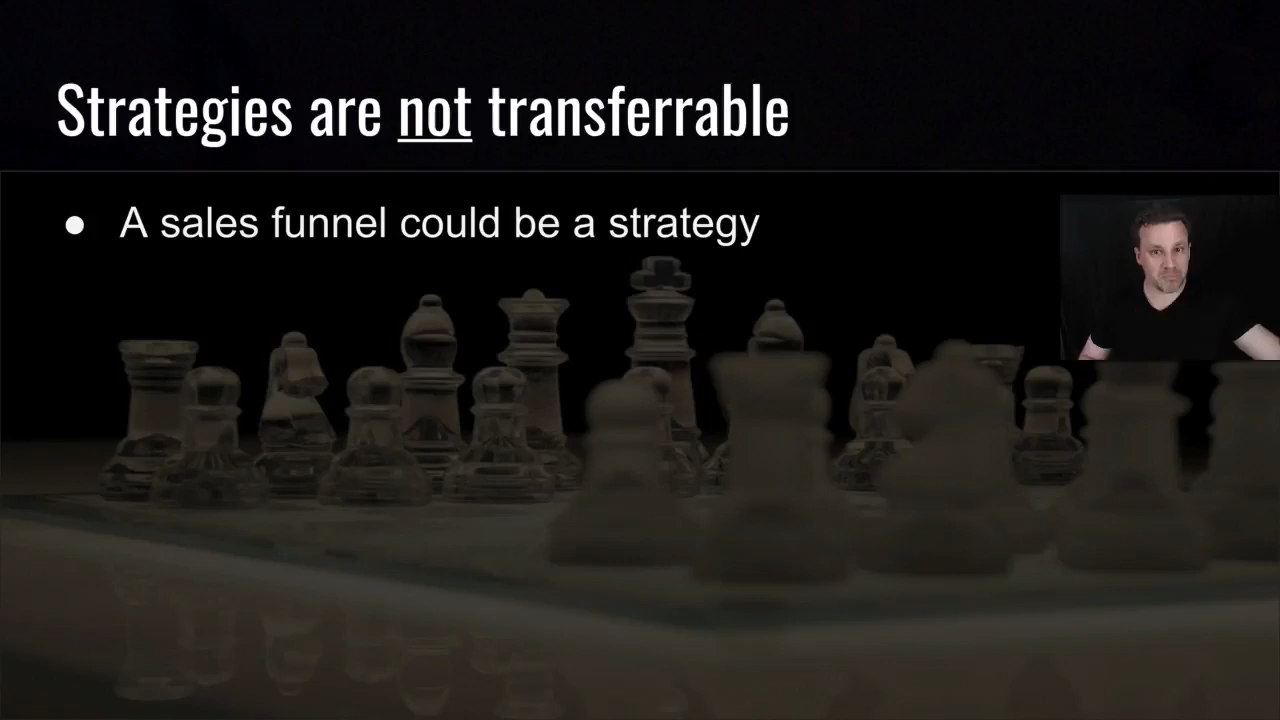 Strategies are not transferrable
● A sales funnel could be a strategy